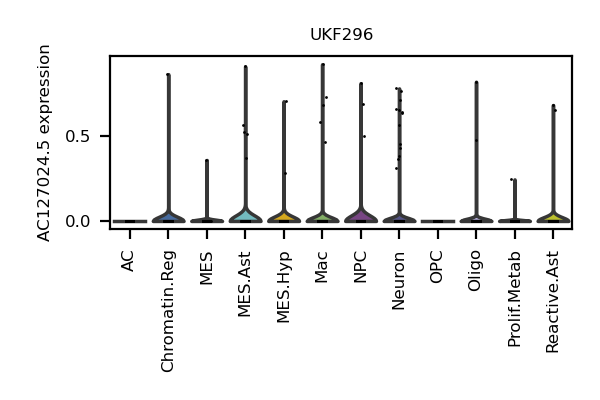 UKF296
AC127024.5 expression
0.5
0.0
AC
Chromatin.Reg
MES
MES.Ast
MES.Hyp
Mac
NPC
Neuron
OPC
Oligo
Prolif.Metab
Reactive.Ast